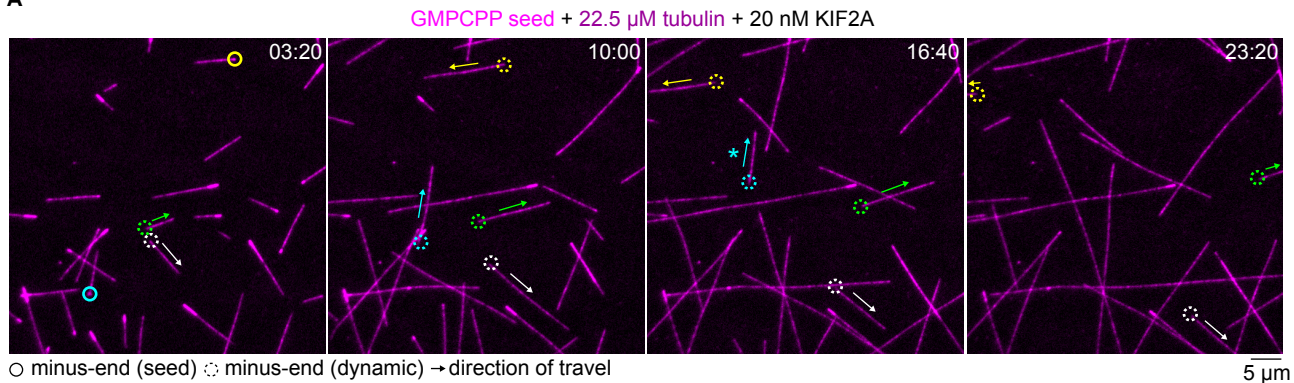 A
GMPCPP seed + 22.5 µM tubulin + 20 nM KIF2A
03:20 10:00 16:40 23:20
*
minus-end (seed) minus-end (dynamic) → direction of travel
5 µm